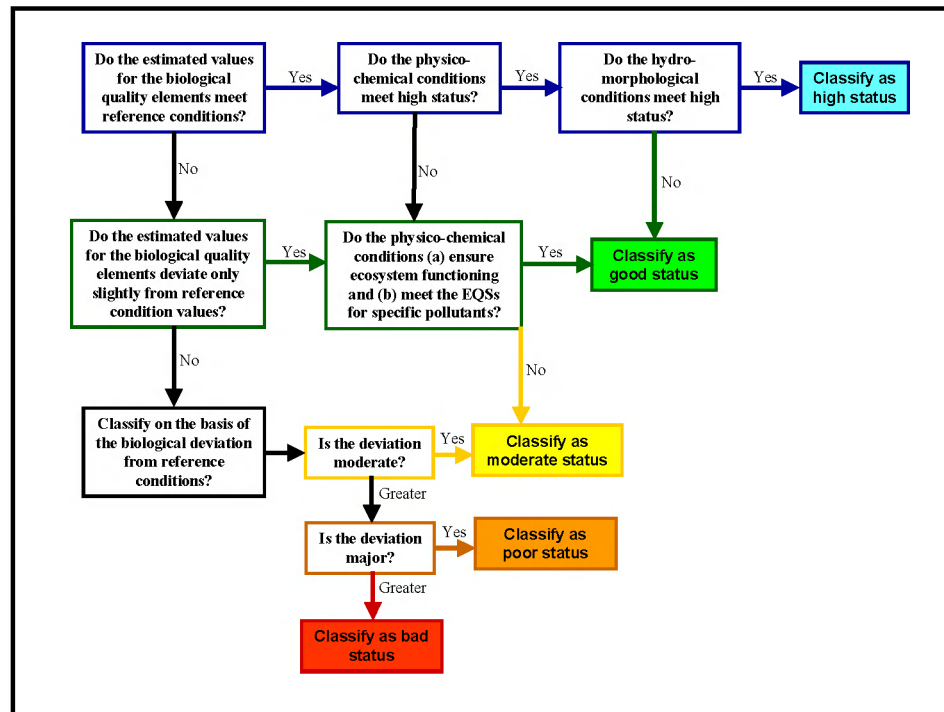 Do the estimated values
for the biological
quality elements meet
reference conditions?
Yes
Do the physico-
chemical conditions
meet high status?
Yes
Do the hydro-
morphological
conditions meet high
status?
Yes
Classify as
high status
No
No
No
Do the estimated values
for the biological quality
elements deviate only
slightly from reference
condition values?
Yes
Do the physico-chemical
conditions (a) ensure
ecosystem functioning
and (b) meet the EQSs
for specific pollutants?
Yes
Classify as
good status
No
No
Classify on the basis of
the biological deviation
from reference
conditions?
Is the deviation
moderate?
Yes
Classify as
moderate status
Greater
Is the deviation
major?
Yes
Classify as
poor status
Greater
Classify as bad
status